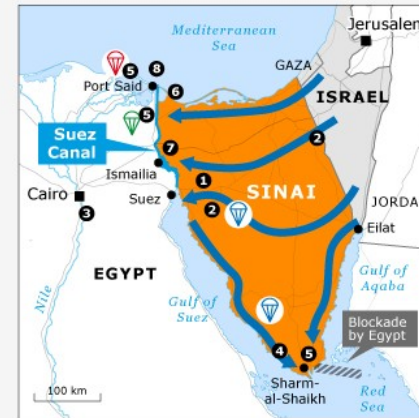 Mediterranean
Sea
Jerusalem
GAZA
ISRAEL
5
8
Port Said
6
5
2
Suez
Canal
7
Ismailia
1
SINAI
Cairo
Suez
2
JORDA
3
Eilat
EGYPT
Gulf of
Aqaba
Nile
Gulf of
Suez
Blockade
by Egypt
4
5
100 km
Sharm-
al-Shaikh
Red
Sea